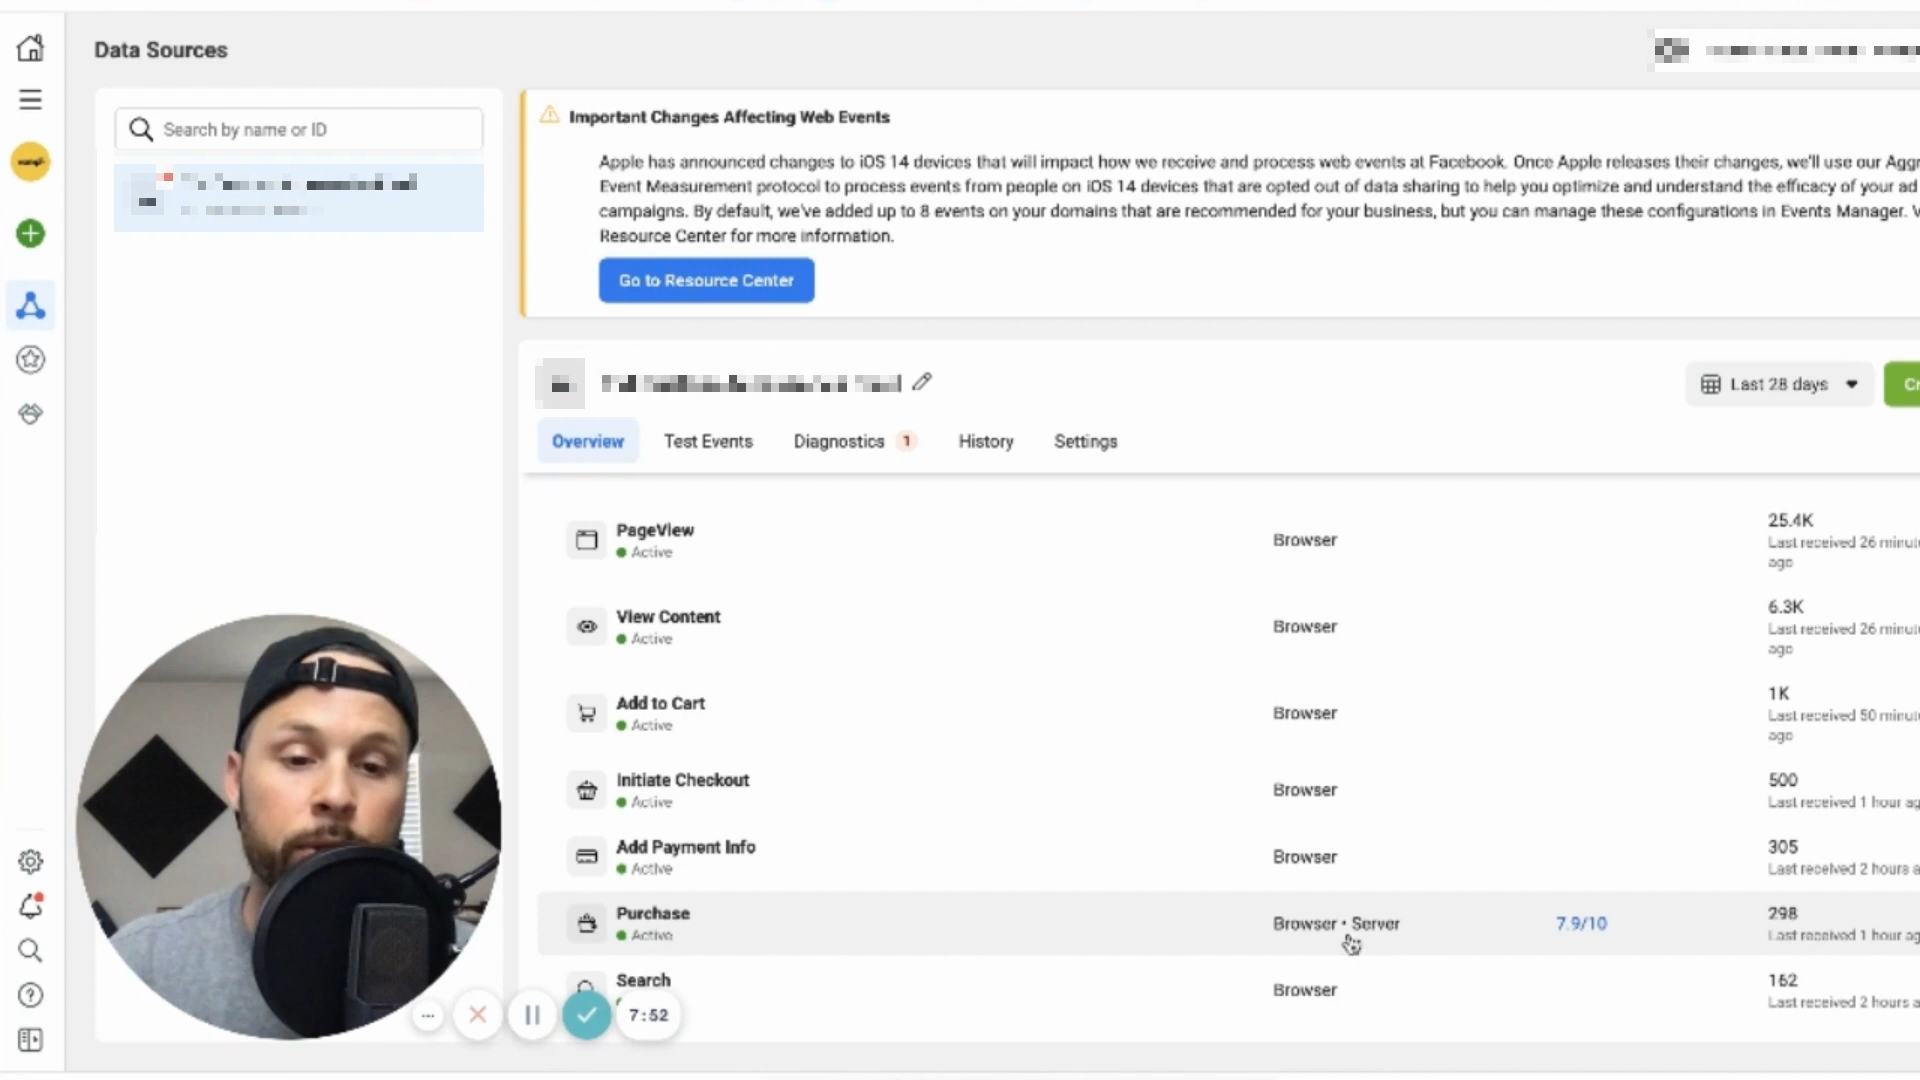 Data Sources
Search by name or ID
Important Changes Affecting Web Events
Apple has announced changes to iOS 14 devices that will impact how we receive and process web events at Facebook. Once Apple releases their changes, we'll use our Aggr
Event Measurement protocol to process events from people on iOS 14 devices that are opted out of data sharing to help you optimize and understand the efficacy of your ad
campaigns. By default, we've added up to 8 events on your domains that are recommended for your business, but you can manage these configurations in Events Manager. V
Resource Center for more information.
Go to Resource Center
Last 28 days
Cr
Overview
Test Events
Diagnostics 1
History
Settings
PageView
Active
Browser
25.4K
Last received 26 minut
ago
View Content
Active
Browser
6.3K
Last received 26 minut
ago
Add to Cart
Active
Browser
1K
Last received 50 minut
ago
Initiate Checkout
Active
Browser
500
Last received 1 hour ag
Add Payment Info
Active
Browser
305
Last received 2 hours a
Purchase
Active
Browser • Server
7.9/10
298
Last received 1 hour ag
Search
Browser
162
Last received 2 hours a
7:52